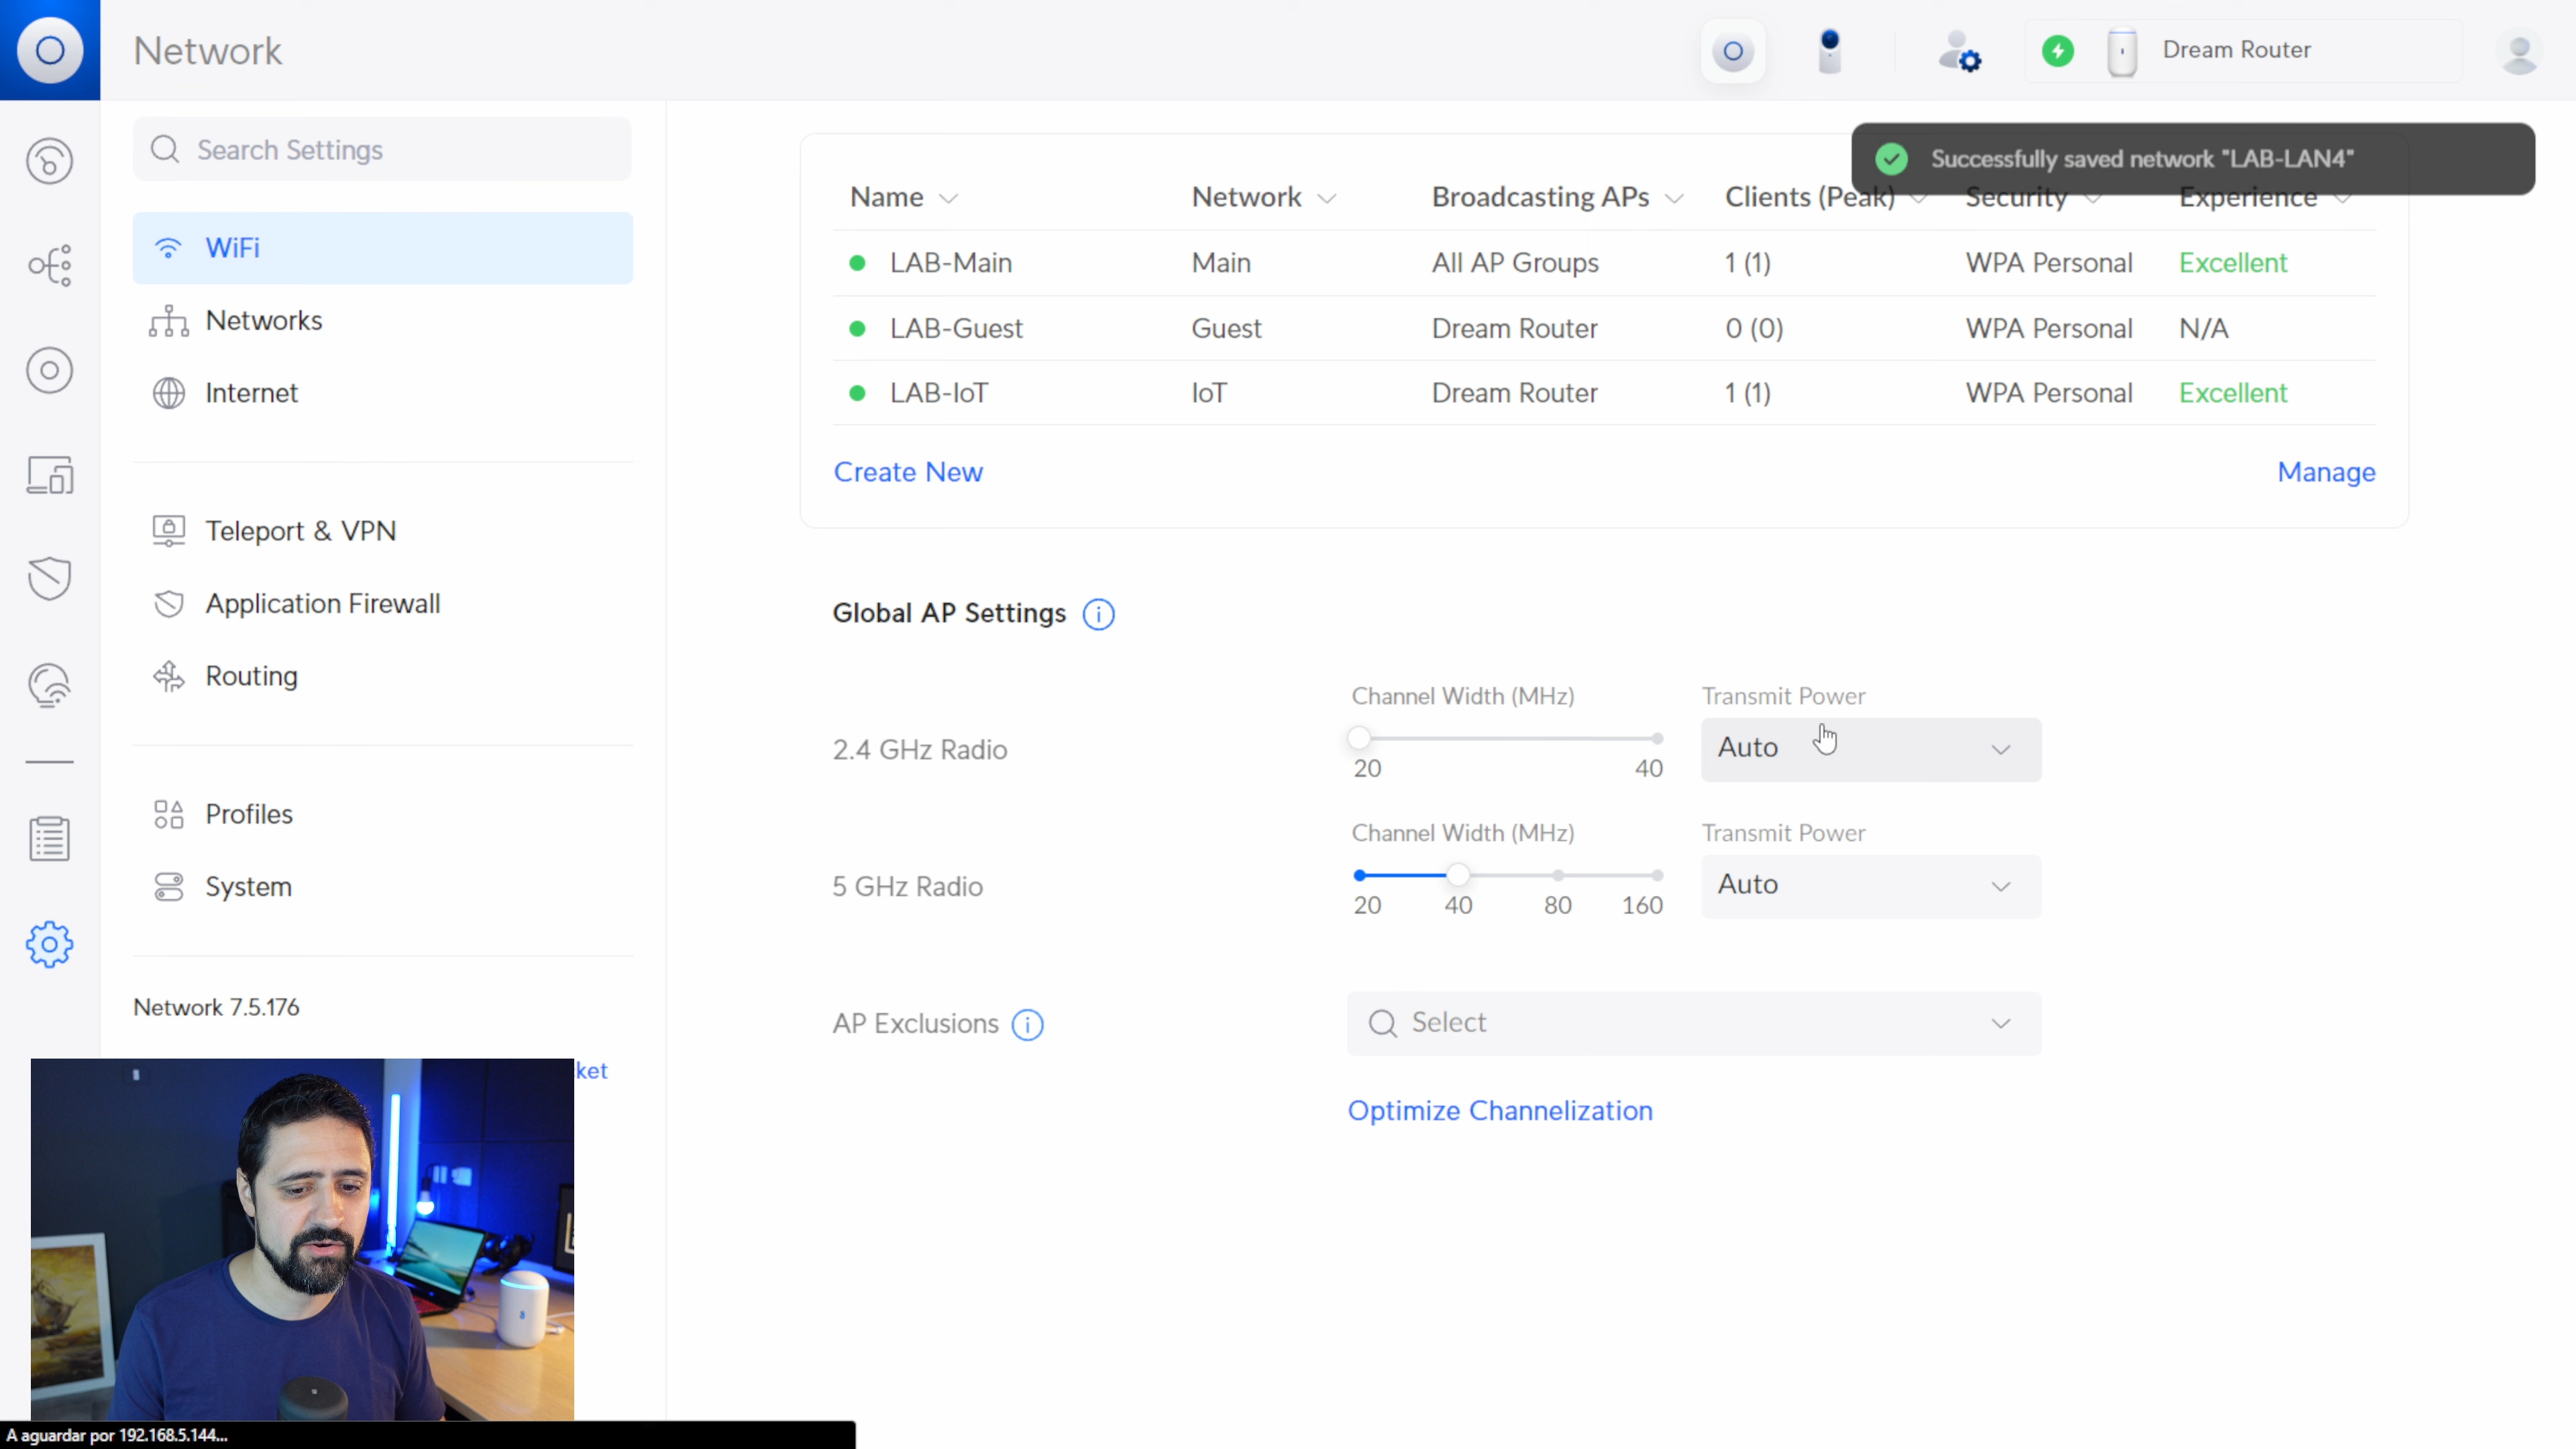 Network
Dream Router
Search Settings
WiFi
Networks
Internet
Teleport & VPN
Application Firewall
Routing
Profiles
System
Network 7.5.176
ket
Successfully saved network "LAB-LAN4"
Name Network Broadcasting APs Clients (Peak) Security Experience
LAB-Main Main All AP Groups 1 (1) WPA Personal Excellent
LAB-Guest Guest Dream Router 0 (0) WPA Personal N/A
LAB-IoT IoT Dream Router 1 (1) WPA Personal Excellent
Create New Manage
Global AP Settings
Channel Width (MHz) Transmit Power
2.4 GHz Radio Auto
20 40
Channel Width (MHz) Transmit Power
5 GHz Radio Auto
20 40 80 160
AP Exclusions Select
Optimize Channelization
A aguardar por 192.168.5.144...